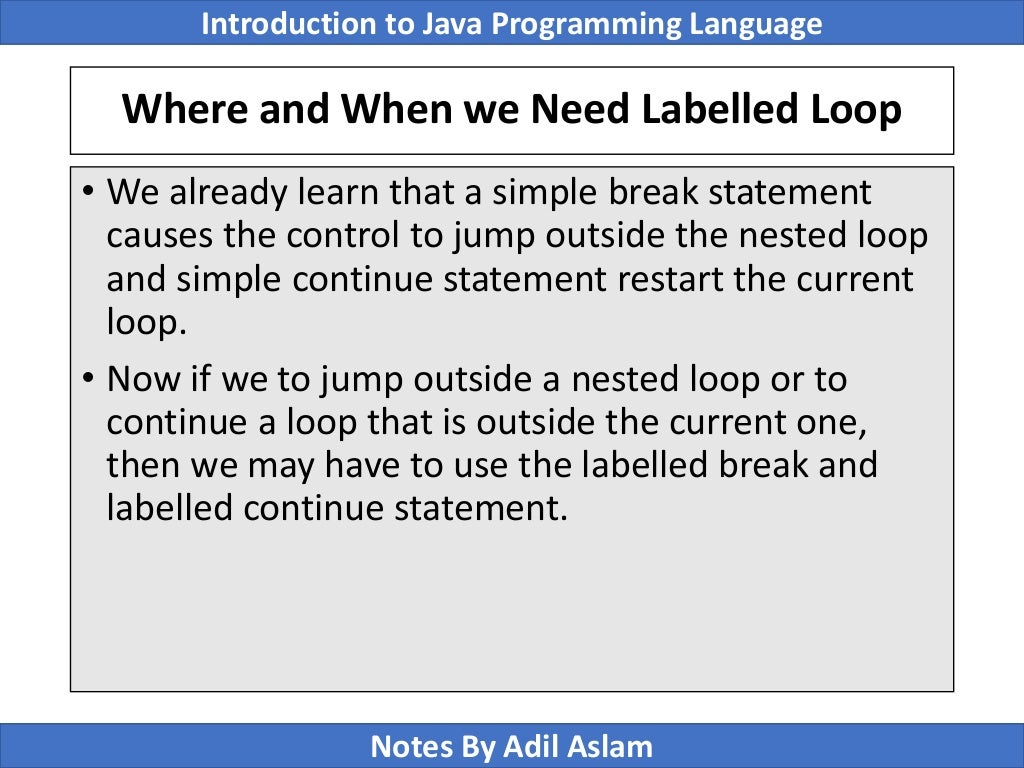 Introduction to Java Programming Language
Where and When we Need Labelled Loop
• We already learn that a simple break statement
causes the control to jump outside the nested loop
and simple continue statement restart the current
loop.
• Now if we to jump outside a nested loop or to
continue a loop that is outside the current one,
then we may have to use the labelled break and
labelled continue statement.
Notes By Adil Aslam